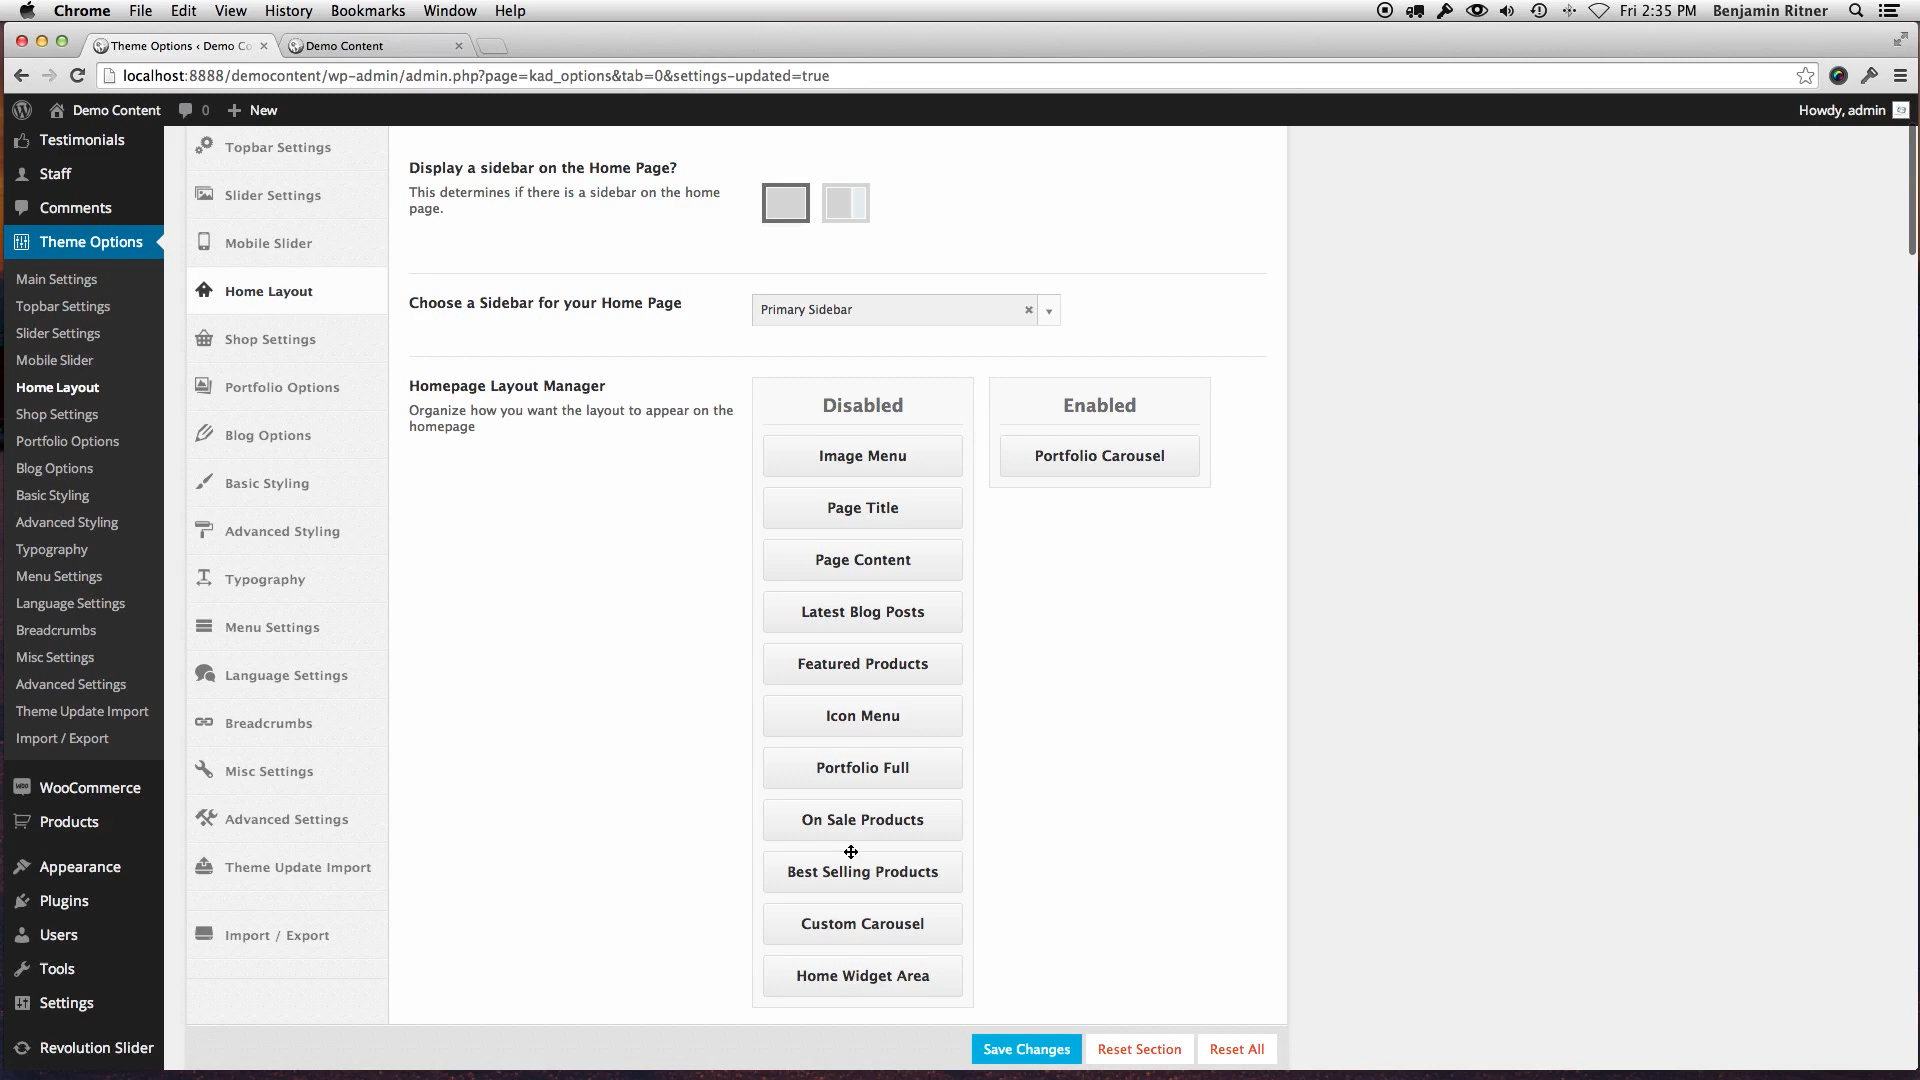 Chrome File Edit View History Bookmarks Window Help Fri 2:35 PM Benjamin Ritner
Theme Options ‹ Demo Co Demo Content
localhost:8888/democontent/wp-admin/admin.php?page=kad_options&tab=0&settings-updated=true
Demo Content 0 + New Howdy, admin
Testimonials
Staff
Comments
Theme Options
Main Settings
Topbar Settings
Slider Settings
Mobile Slider
Home Layout
Shop Settings
Portfolio Options
Blog Options
Basic Styling
Advanced Styling
Typography
Menu Settings
Language Settings
Breadcrumbs
Misc Settings
Advanced Settings
Theme Update Import
Import / Export
WooCommerce
Products
Appearance
Plugins
Users
Tools
Settings
Revolution Slider
Topbar Settings
Slider Settings
Mobile Slider
Home Layout
Shop Settings
Portfolio Options
Blog Options
Basic Styling
Advanced Styling
Typography
Menu Settings
Language Settings
Breadcrumbs
Misc Settings
Advanced Settings
Theme Update Import
Import / Export
Display a sidebar on the Home Page?
This determines if there is a sidebar on the home
page.
Choose a Sidebar for your Home Page
Primary Sidebar
Homepage Layout Manager
Organize how you want the layout to appear on the
homepage
Disabled
Image Menu
Page Title
Page Content
Latest Blog Posts
Featured Products
Icon Menu
Portfolio Full
On Sale Products
Best Selling Products
Custom Carousel
Home Widget Area
Enabled
Portfolio Carousel
Save Changes Reset Section Reset All